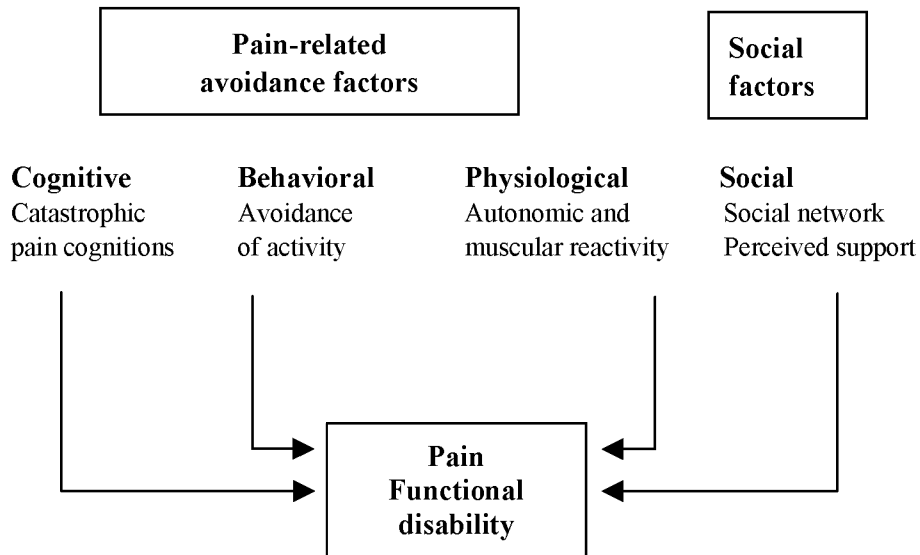 Pain-related
avoidance factors
Social
factors
Cognitive
Catastrophic
pain cognitions
Behavioral
Avoidance
of activity
Physiological
Autonomic and
muscular reactivity
Social
Social network
Perceived support
Pain
Functional
disability